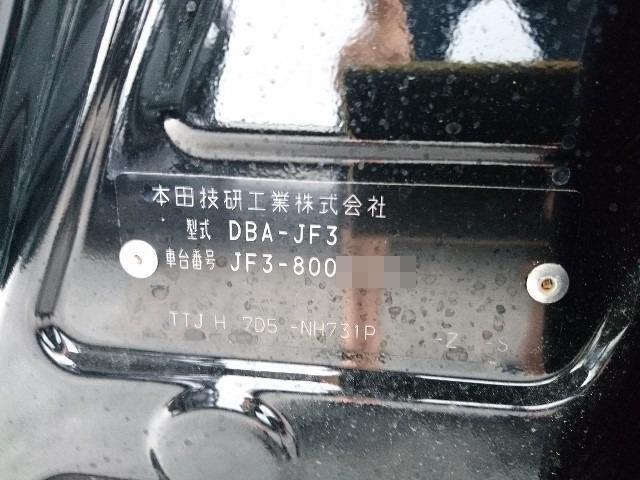 本田技研工業株式会社
型式 DBA-JF3
車台番号 JF3-800
TTJ H 7D5 -NH731P -Z -S